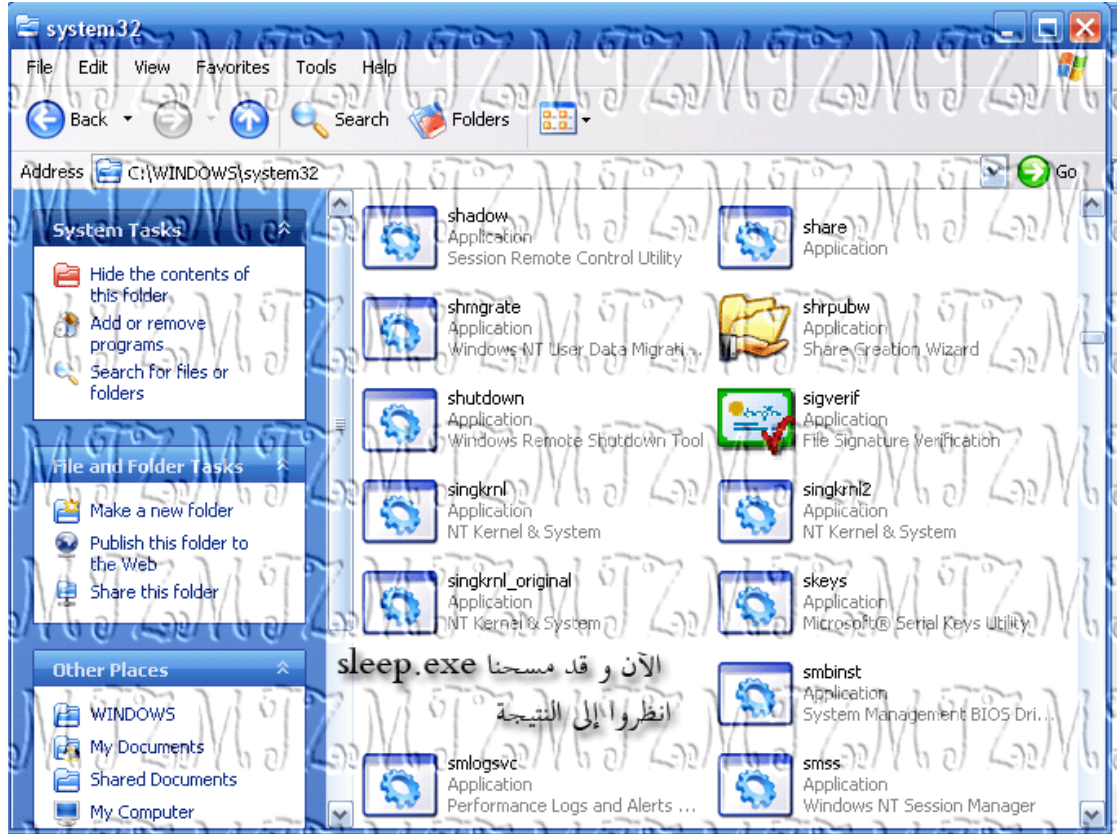 system32
File Edit View Favorites Tools Help
Back Search Folders
Address C:\WINDOWS\system32 Go
System Tasks
Hide the contents of
this folder
Add or remove
programs
Search for files or
folders
File and Folder Tasks
Make a new folder
Publish this folder to
the Web
Share this folder
Other Places
WINDOWS
My Documents
Shared Documents
My Computer
shadow
Application
Session Remote Control Utility
share
Application
shmgrate
Application
Windows NT User Data Migrati...
shrpubw
Application
Share Creation Wizard
shutdown
Application
Windows Remote Shutdown Tool
sigverif
Application
File Signature Verification
singkrnl
Application
NT Kernel & System
singkrnl2
Application
NT Kernel & System
singkrnl_original
Application
NT Kernel & System
skeys
Application
Microsoft® Serial Keys Utility
الآن و قد مسحنا sleep.exe
انظروا إلى النتيجة
smbinst
Application
System Management BIOS Dri...
smlogsvc
Application
Performance Logs and Alerts ...
smss
Application
Windows NT Session Manager